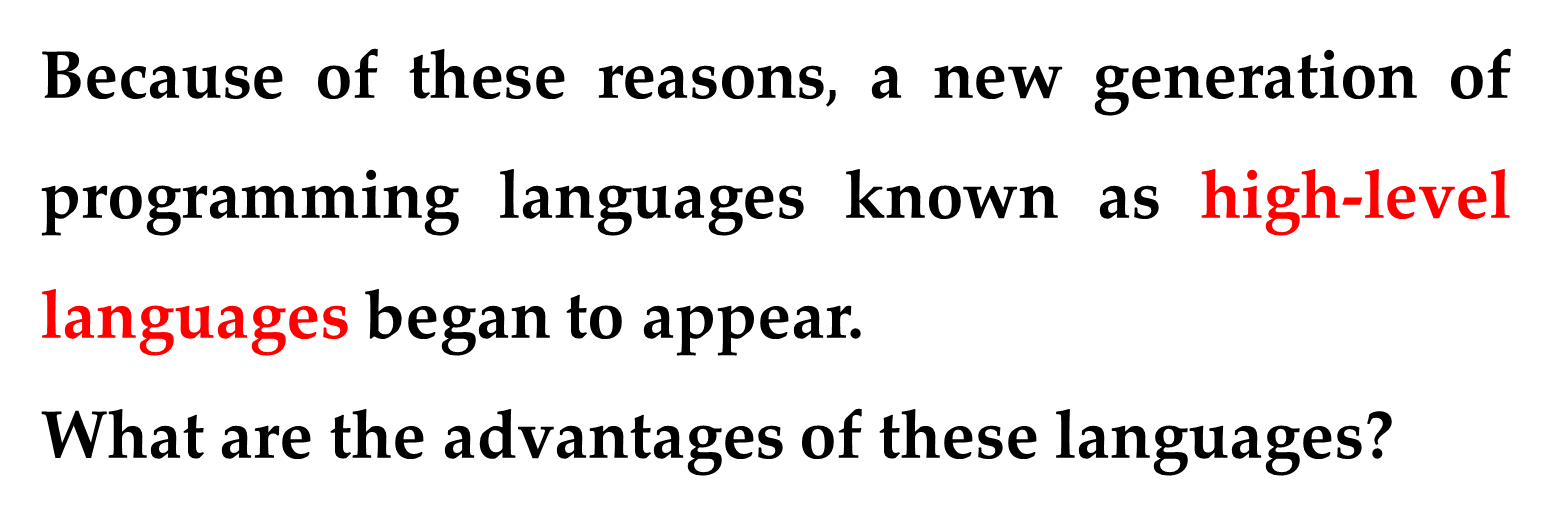 Because of these reasons, a new generation of
programming languages known as high-level
languages began to appear.
What are the advantages of these languages?